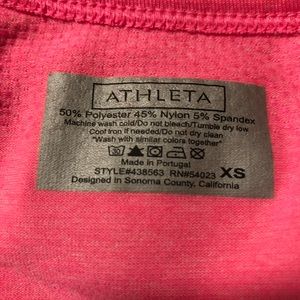 ATHLETA
50% Polyester 45% Nylon 5% Spandex
Machine wash cold/Do not bleach/Tumble dry low
Cool iron if needed/Do not dry clean
"Wash with similar colors together"
Made in Portugal
STYLE#438563 RN#54023 XS
Designed in Sonoma County, California